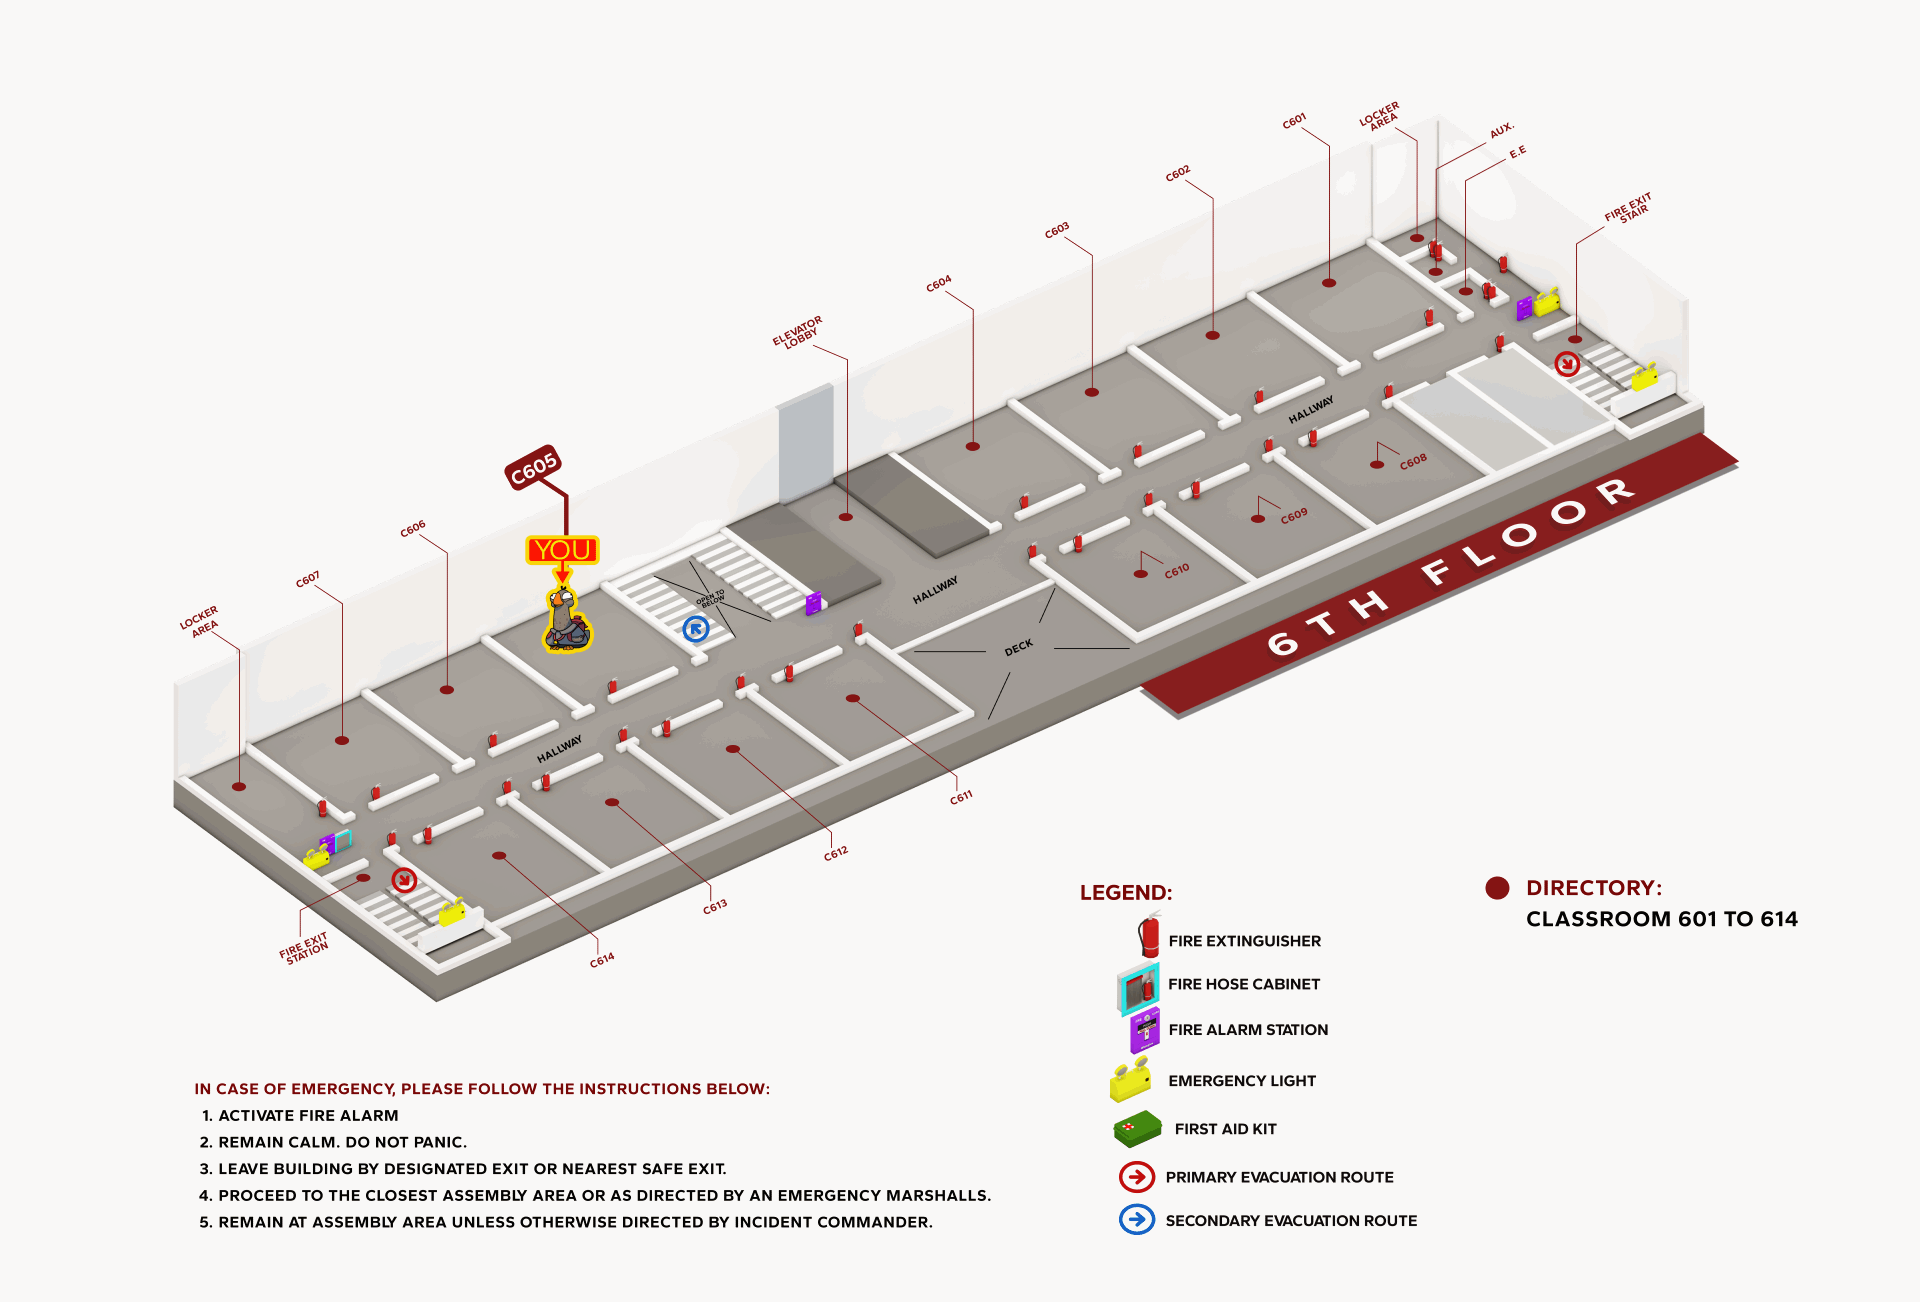 C601
LOCKER
AREA
AUX.
E.E
C602
FIRE EXIT
STAIR
C603
C604
ELEVATOR
LOBBY
C605
YOU
C606
C607
LOCKER
AREA
HALLWAY
C608
C609
C610
OPEN TO
BELOW
HALLWAY
DECK
6TH FLOOR
HALLWAY
C611
C612
C613
C614
FIRE EXIT
STATION
LEGEND:
FIRE EXTINGUISHER
FIRE HOSE CABINET
FIRE ALARM STATION
EMERGENCY LIGHT
FIRST AID KIT
PRIMARY EVACUATION ROUTE
SECONDARY EVACUATION ROUTE
DIRECTORY:
CLASSROOM 601 TO 614
IN CASE OF EMERGENCY, PLEASE FOLLOW THE INSTRUCTIONS BELOW:
1. ACTIVATE FIRE ALARM
2. REMAIN CALM. DO NOT PANIC.
3. LEAVE BUILDING BY DESIGNATED EXIT OR NEAREST SAFE EXIT.
4. PROCEED TO THE CLOSEST ASSEMBLY AREA OR AS DIRECTED BY AN EMERGENCY MARSHALLS.
5. REMAIN AT ASSEMBLY AREA UNLESS OTHERWISE DIRECTED BY INCIDENT COMMANDER.